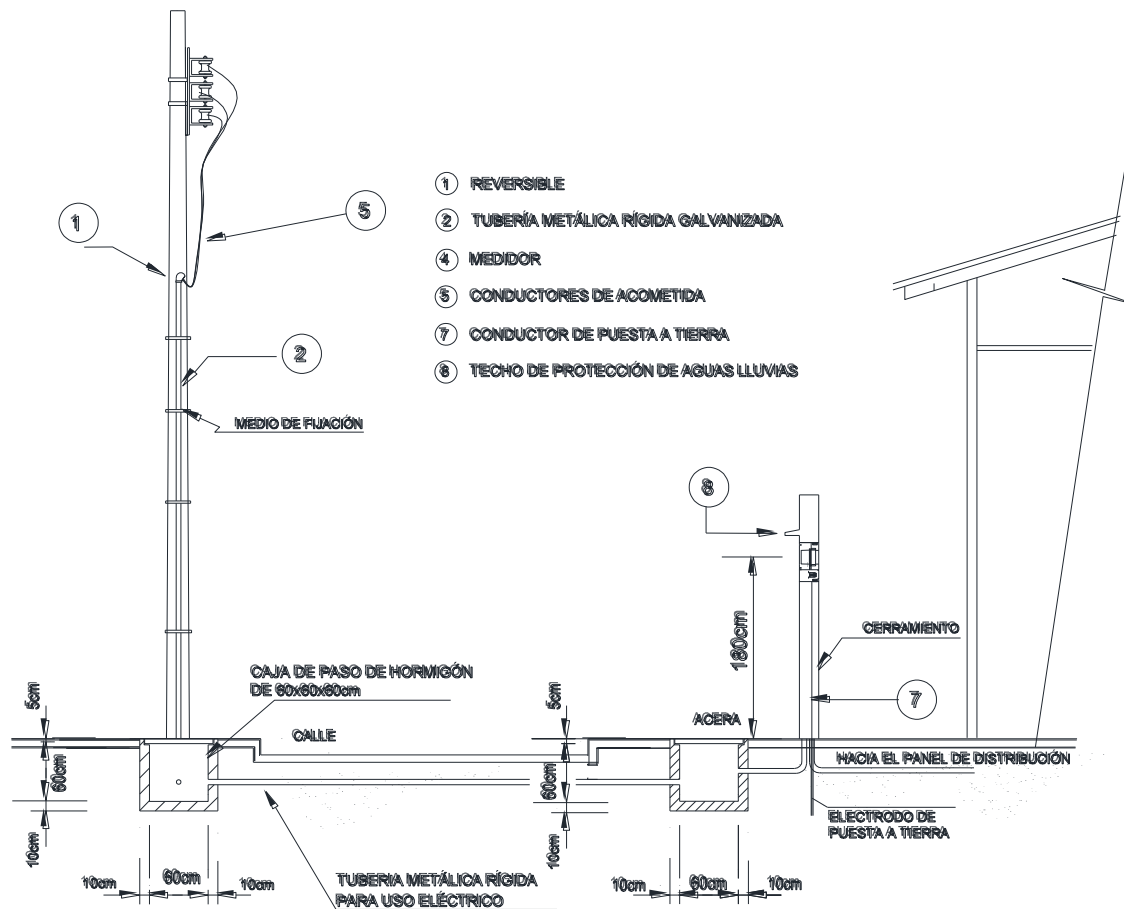 1 REVERSIBLE
2 TUBERÍA METÁLICA RÍGIDA GALVANIZADA
4 MEDIDOR
5 CONDUCTORES DE ACOMETIDA
7 CONDUCTOR DE PUESTA A TIERRA
8 TECHO DE PROTECCIÓN DE AGUAS LLUVIAS
1
5
2
MEDIO DE FIJACIÓN
8
180cm
CERRAMIENTO
7
CAJA DE PASO DE HORMIGÓN
DE 60x60x60cm
5cm
CALLE
5cm
ACERA
HACIA EL PANEL DE DISTRIBUCIÓN
60cm
60cm
ELECTRODO DE
PUESTA A TIERRA
10cm
10cm
10cm
60cm
10cm
TUBERIA METÁLICA RÍGIDA
PARA USO ELÉCTRICO
10cm
60cm
10cm